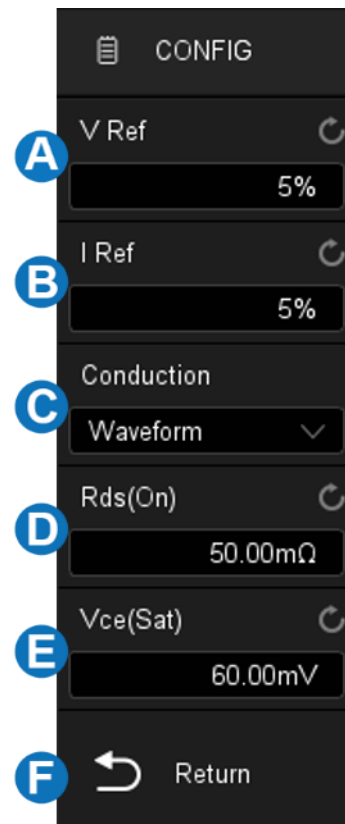 CONFIG
A
V Ref
5%
B
I Ref
5%
C
Conduction
Waveform
D
Rds(On)
50.00mΩ
E
Vce(Sat)
60.00mV
F
Return